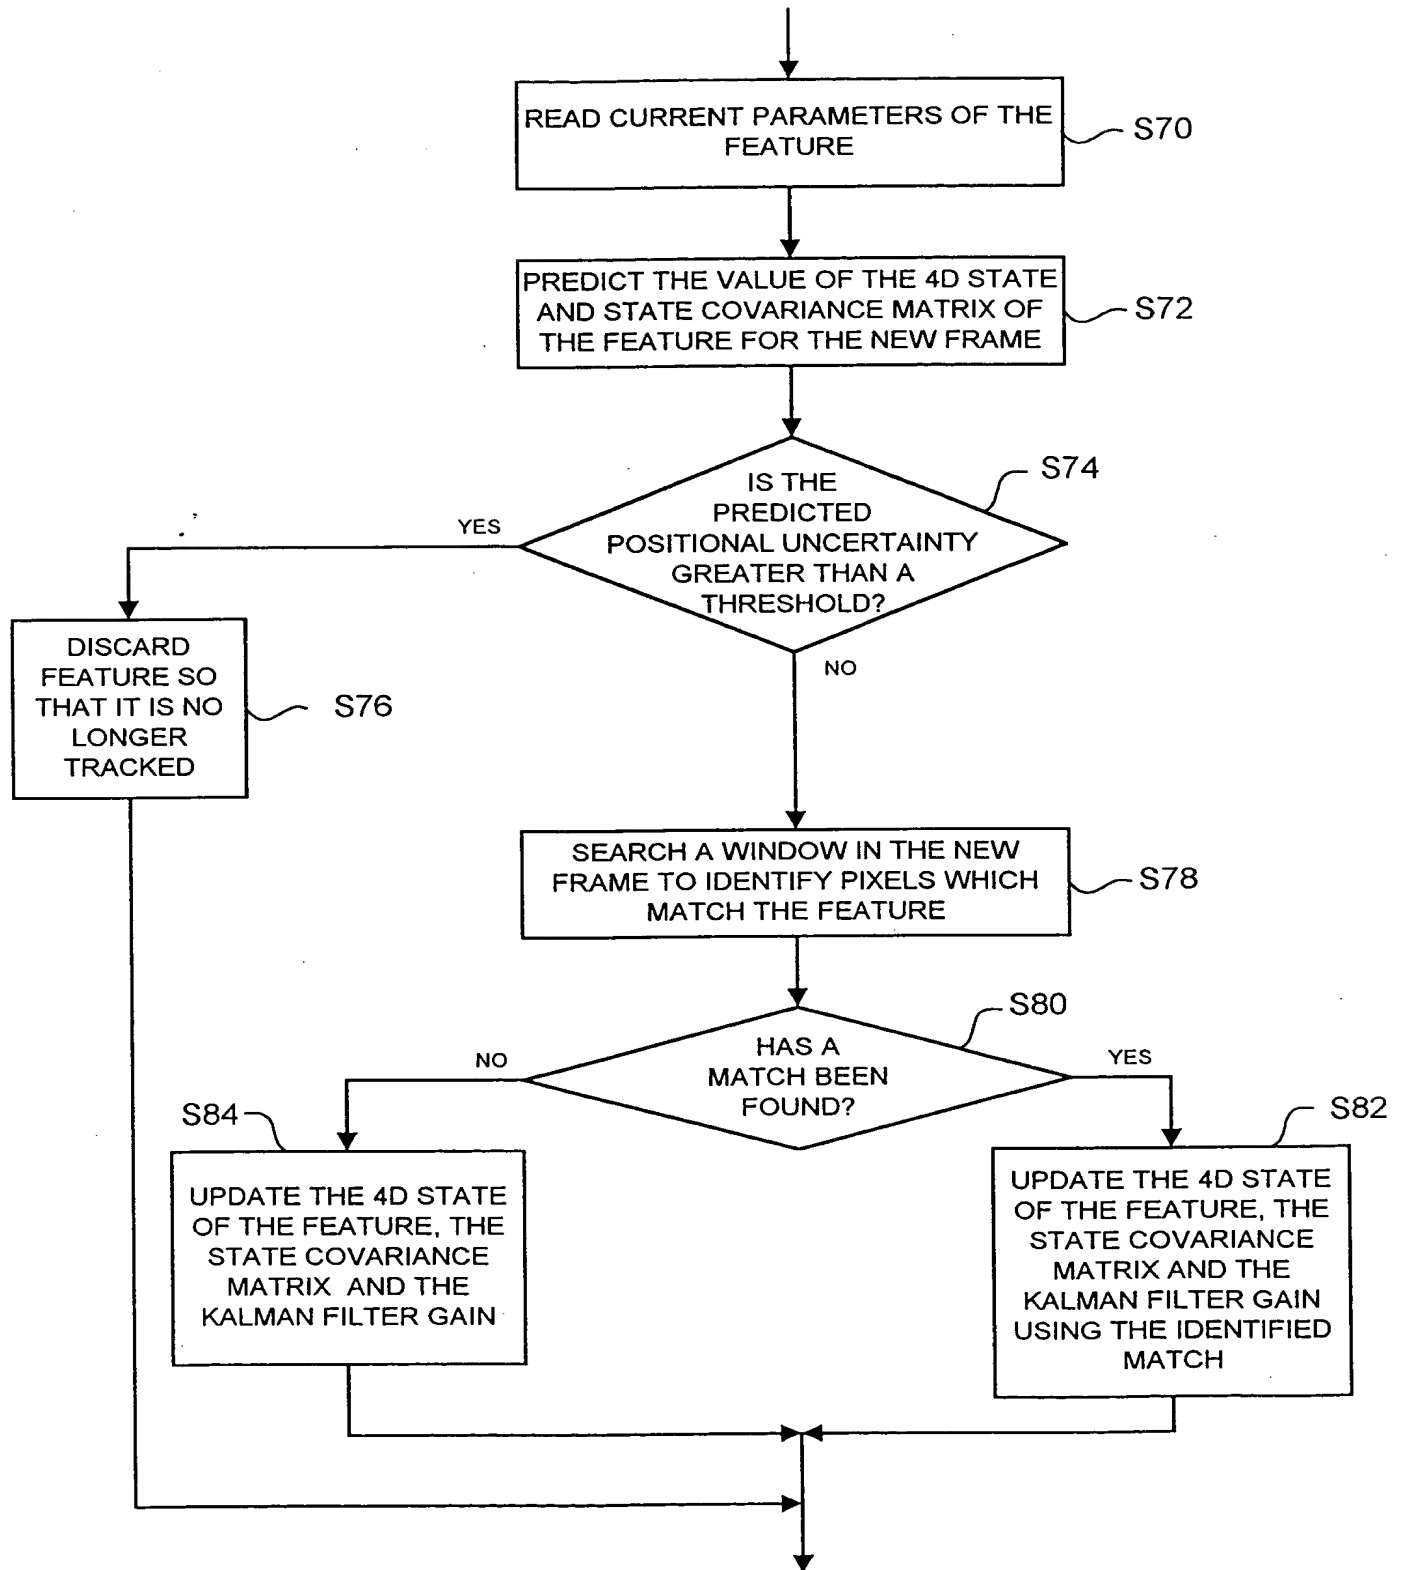 READ CURRENT PARAMETERS OF THE
FEATURE
S70
PREDICT THE VALUE OF THE 4D STATE
AND STATE COVARIANCE MATRIX OF
THE FEATURE FOR THE NEW FRAME
S72
IS THE
PREDICTED
POSITIONAL UNCERTAINTY
GREATER THAN A
THRESHOLD?
S74
YES
NO
DISCARD
FEATURE SO
THAT IT IS NO
LONGER
TRACKED
S76
SEARCH A WINDOW IN THE NEW
FRAME TO IDENTIFY PIXELS WHICH
MATCH THE FEATURE
S78
HAS A
MATCH BEEN
FOUND?
S80
NO
YES
S84
UPDATE THE 4D STATE
OF THE FEATURE, THE
STATE COVARIANCE
MATRIX AND THE
KALMAN FILTER GAIN
S82
UPDATE THE 4D STATE
OF THE FEATURE, THE
STATE COVARIANCE
MATRIX AND THE
KALMAN FILTER GAIN
USING THE IDENTIFIED
MATCH